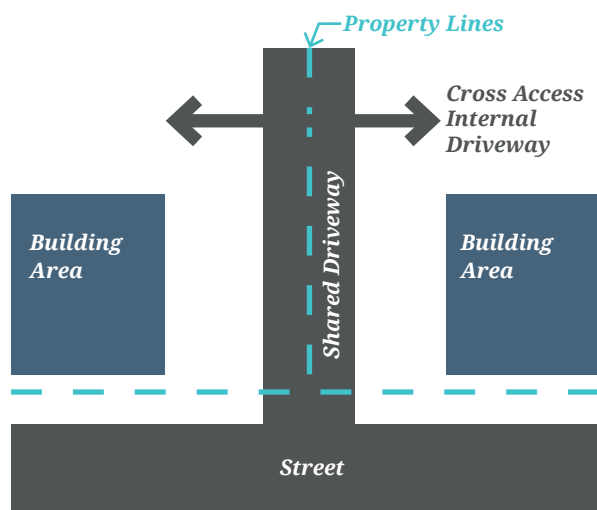 Property Lines
Cross Access
Internal
Driveway
Building
Area
Shared Driveway
Building
Area
Street